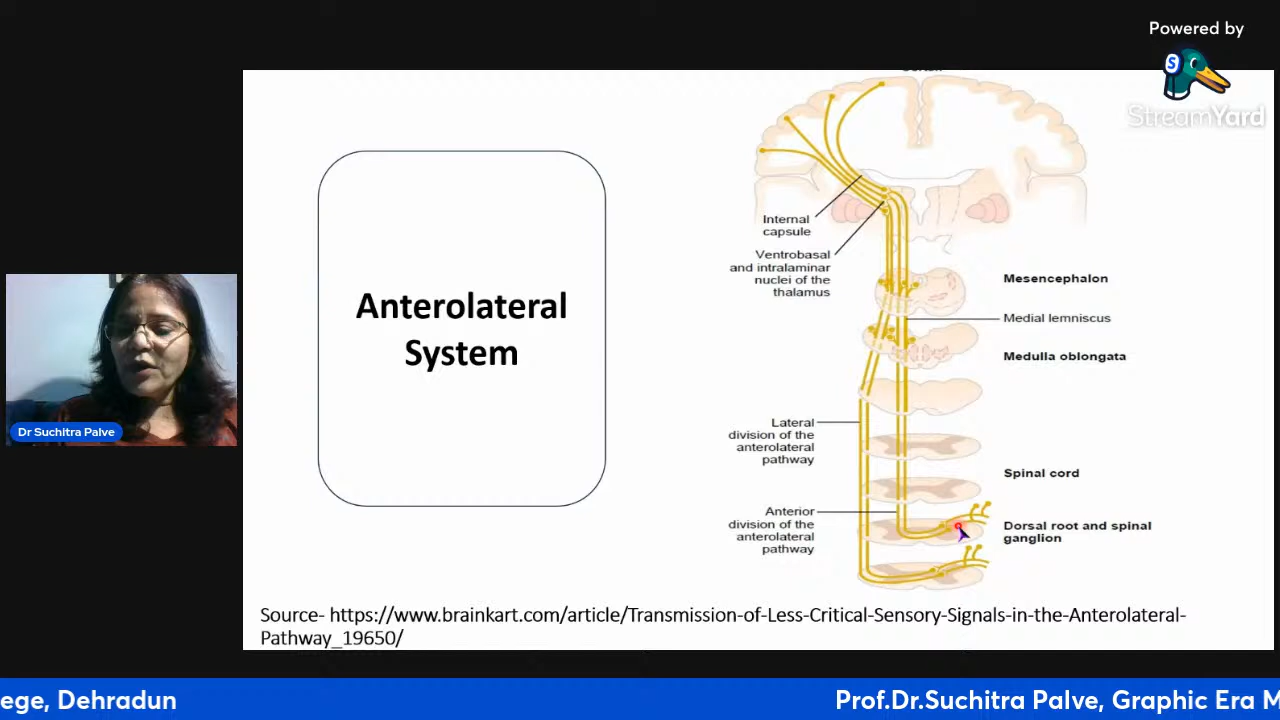 Powered by
S
StreamYard
Anterolateral
System
Internal
capsule
Ventrobasal
and intralaminar
nuclei of the
thalamus
Mesencephalon
Medial lemniscus
Medulla oblongata
Lateral
division of the
anterolateral
pathway
Spinal cord
Anterior
division of the
anterolateral
pathway
Dorsal root and spinal
ganglion
Dr Suchitra Palve
Source- https://www.brainkart.com/article/Transmission-of-Less-Critical-Sensory-Signals-in-the-Anterolateral-
Pathway_19650/
ege, Dehradun
Prof.Dr.Suchitra Palve, Graphic Era M